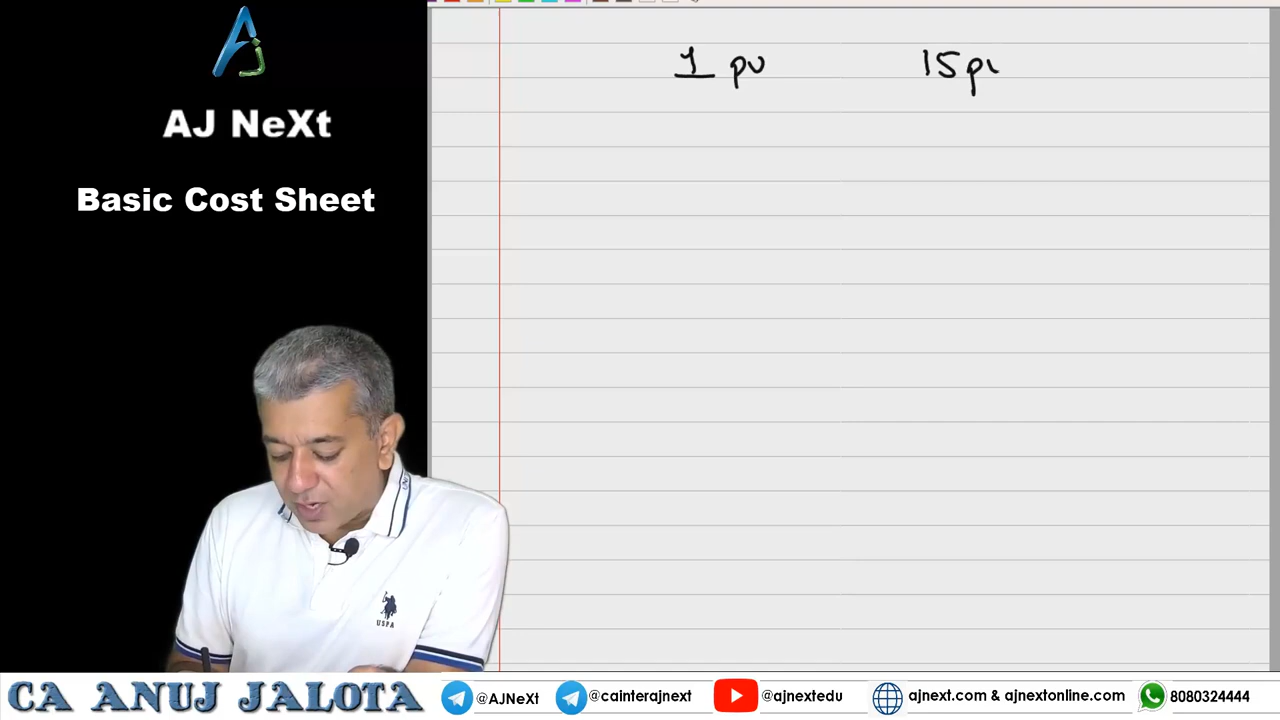 AJ NeXt
Basic Cost Sheet
1 pu 15 pu
USPA
CA ANUJ JALOTA @AJNeXt @cainterajnext @ajnextedu ajnext.com & ajnextonline.com 8080324444